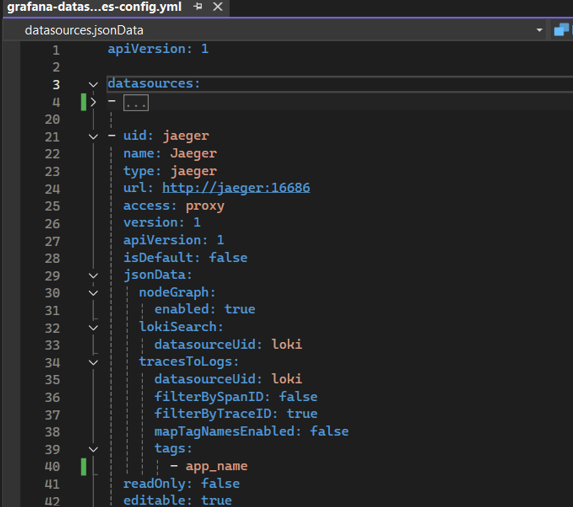 grafana-datas...es-config.yml
datasources.jsonData
1 apiVersion: 1
2
3 datasources:
4 - ...
20
21 - uid: jaeger
22 name: Jaeger
23 type: jaeger
24 url: http://jaeger:16686
25 access: proxy
26 version: 1
27 apiVersion: 1
28 isDefault: false
29 jsonData:
30 nodeGraph:
31 enabled: true
32 lokiSearch:
33 datasourceUid: loki
34 tracesToLogs:
35 datasourceUid: loki
36 filterBySpanID: false
37 filterByTraceID: true
38 mapTagNamesEnabled: false
39 tags:
40 - app_name
41 readOnly: false
42 editable: true